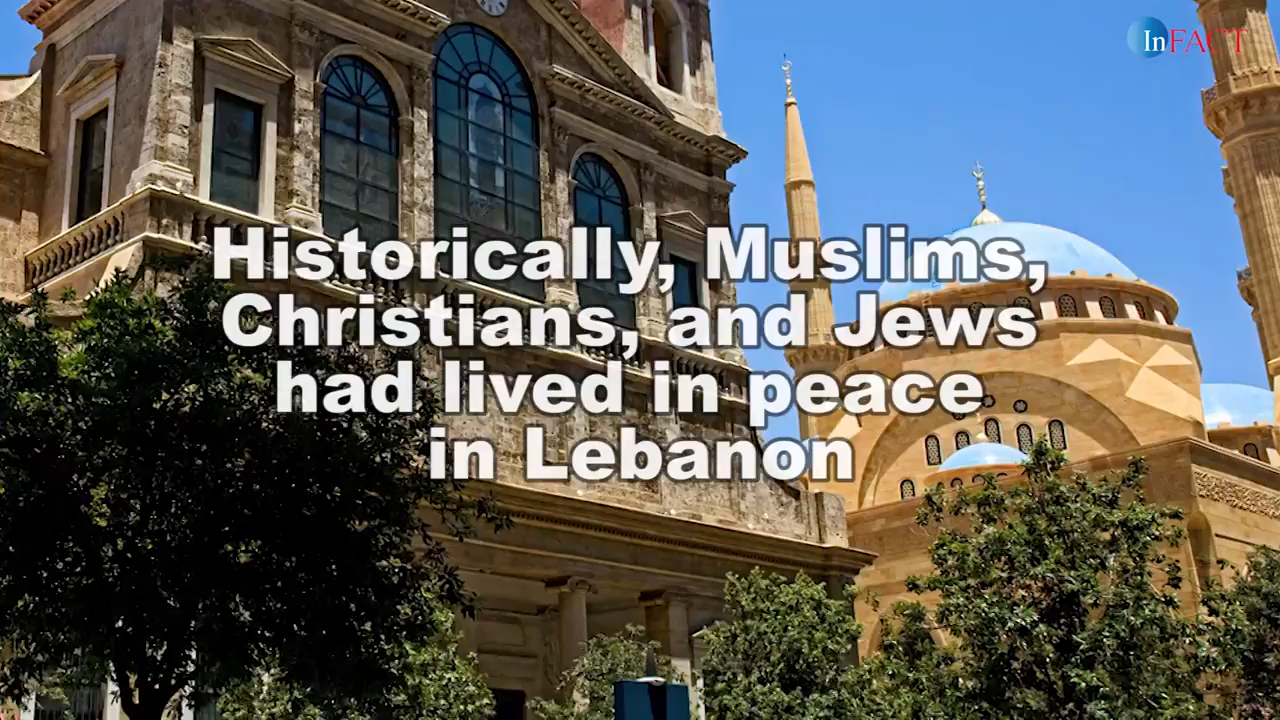 InFACT
Historically, Muslims,
Christians, and Jews
had lived in peace
in Lebanon